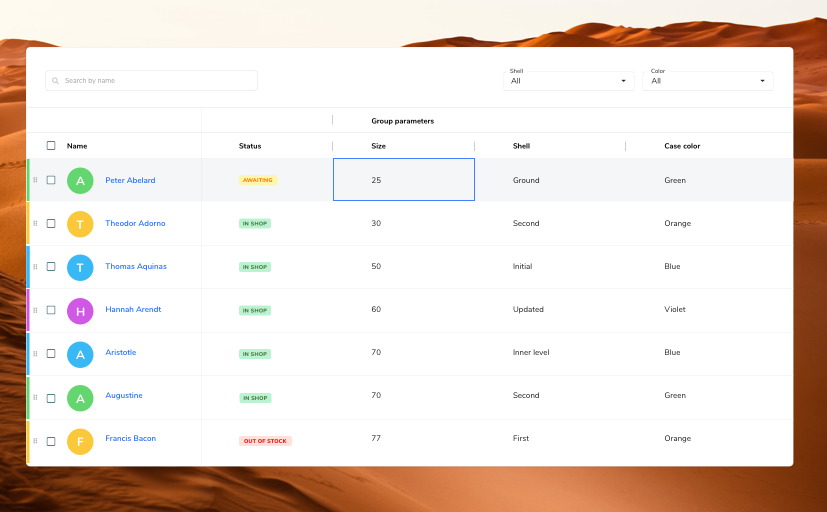 Shell
Color
Search by name
All
All
Group parameters
Name
Status
Size
Shell
Case color
A
Peter Abelard
AWAITING
25
Ground
Green
T
Theodor Adorno
IN SHOP
30
Second
Orange
T
Thomas Aquinas
IN SHOP
50
Initial
Blue
H
Hannah Arendt
IN SHOP
60
Updated
Violet
A
Aristotle
IN SHOP
70
Inner level
Blue
A
Augustine
IN SHOP
70
Second
Green
F
Francis Bacon
OUT OF STOCK
77
First
Orange